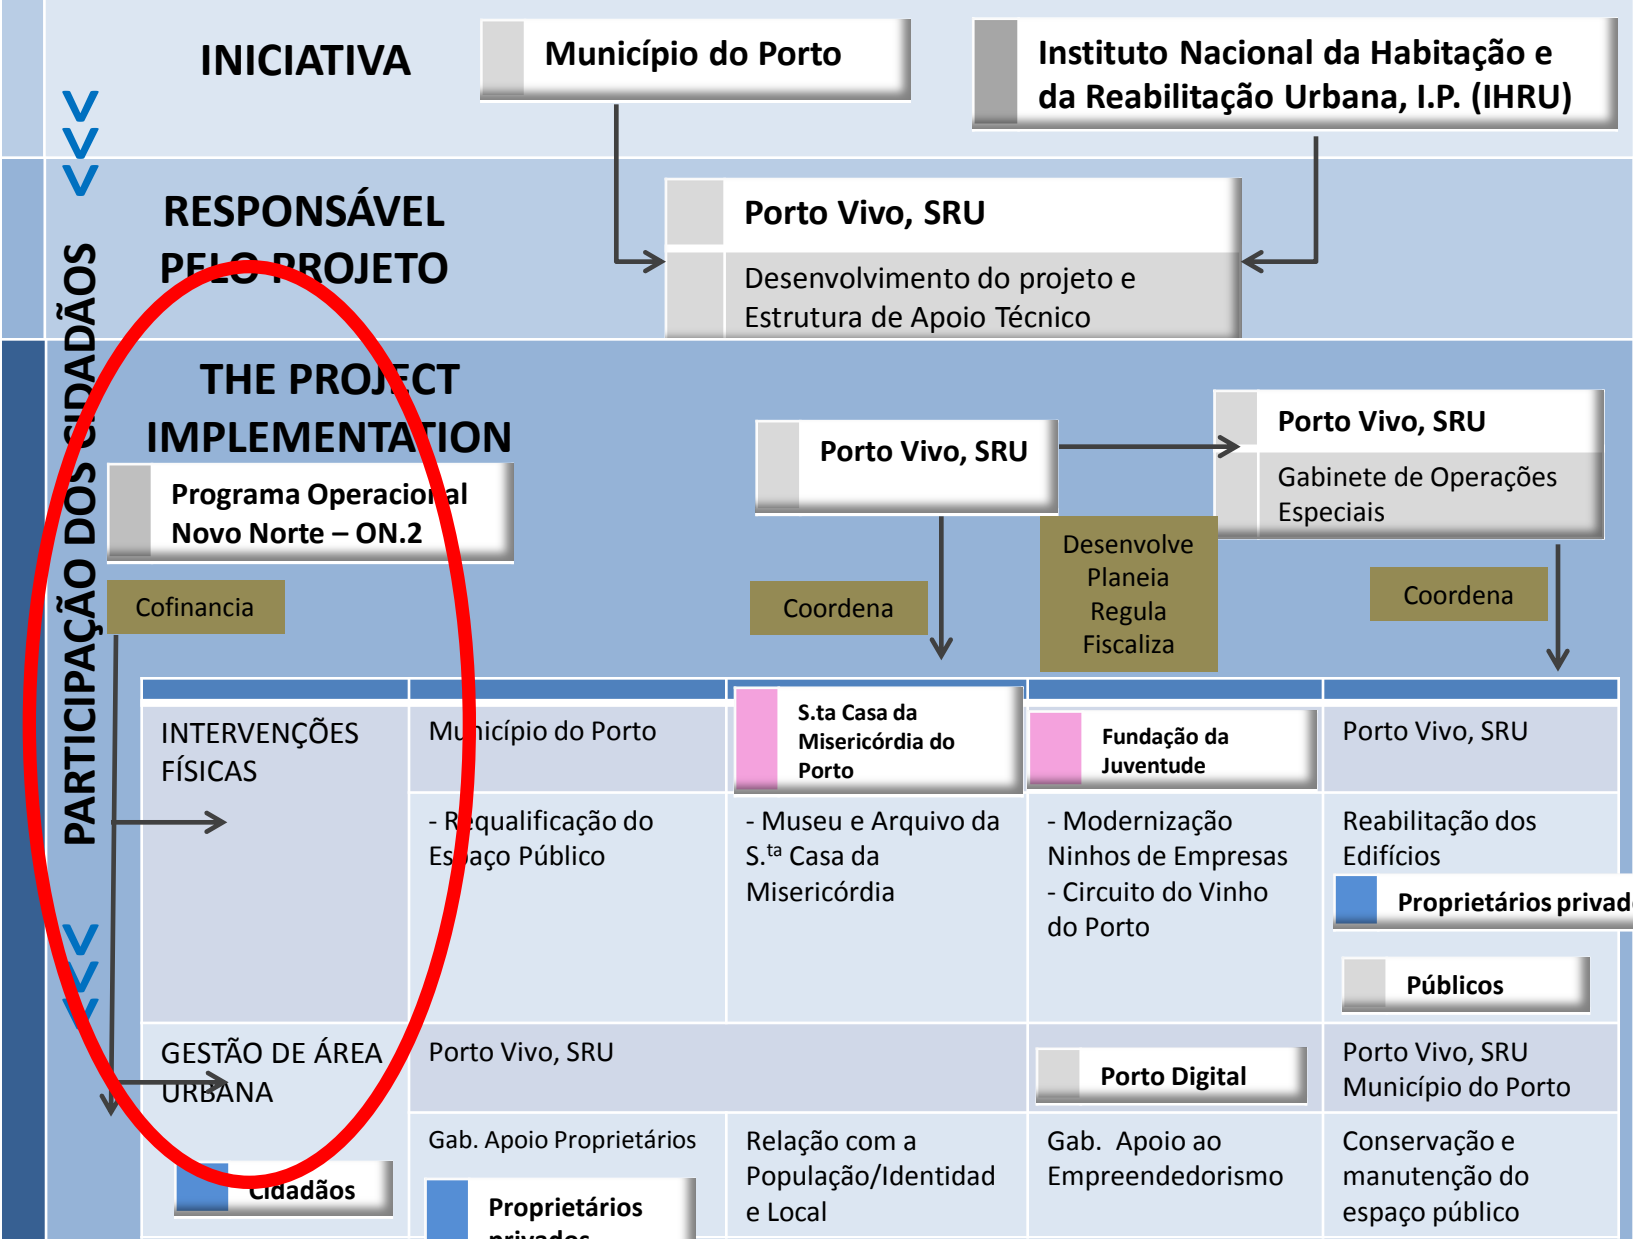 INICIATIVA
Município do Porto
Instituto Nacional da Habitação e
da Reabilitação Urbana, I.P. (IHRU)
PARTICIPAÇÃO DOS CIDADÃOS
RESPONSÁVEL
PELO PROJETO
Porto Vivo, SRU
Desenvolvimento do projeto e
Estrutura de Apoio Técnico
THE PROJECT
IMPLEMENTATION
Programa Operacional
Novo Norte – ON.2
Cofinancia
Porto Vivo, SRU
Coordena
Desenvolve
Planeia
Regula
Fiscaliza
Porto Vivo, SRU
Gabinete de Operações
Especiais
Coordena
INTERVENÇÕES
FÍSICAS
Município do Porto
S.ta Casa da
Misericórdia do
Porto
Fundação da
Juventude
Porto Vivo, SRU
- Requalificação do
Espaço Público
- Museu e Arquivo da
S.ta Casa da
Misericórdia
- Modernização
Ninhos de Empresas
- Circuito do Vinho
do Porto
Reabilitação dos
Edifícios
Proprietários privad
Públicos
GESTÃO DE ÁREA
URBANA
Porto Vivo, SRU
Porto Digital
Porto Vivo, SRU
Município do Porto
Cidadãos
Gab. Apoio Proprietários
Proprietários
privados
Relação com a
População/Identidad
e Local
Gab. Apoio ao
Empreendedorismo
Conservação e
manutenção do
espaço público